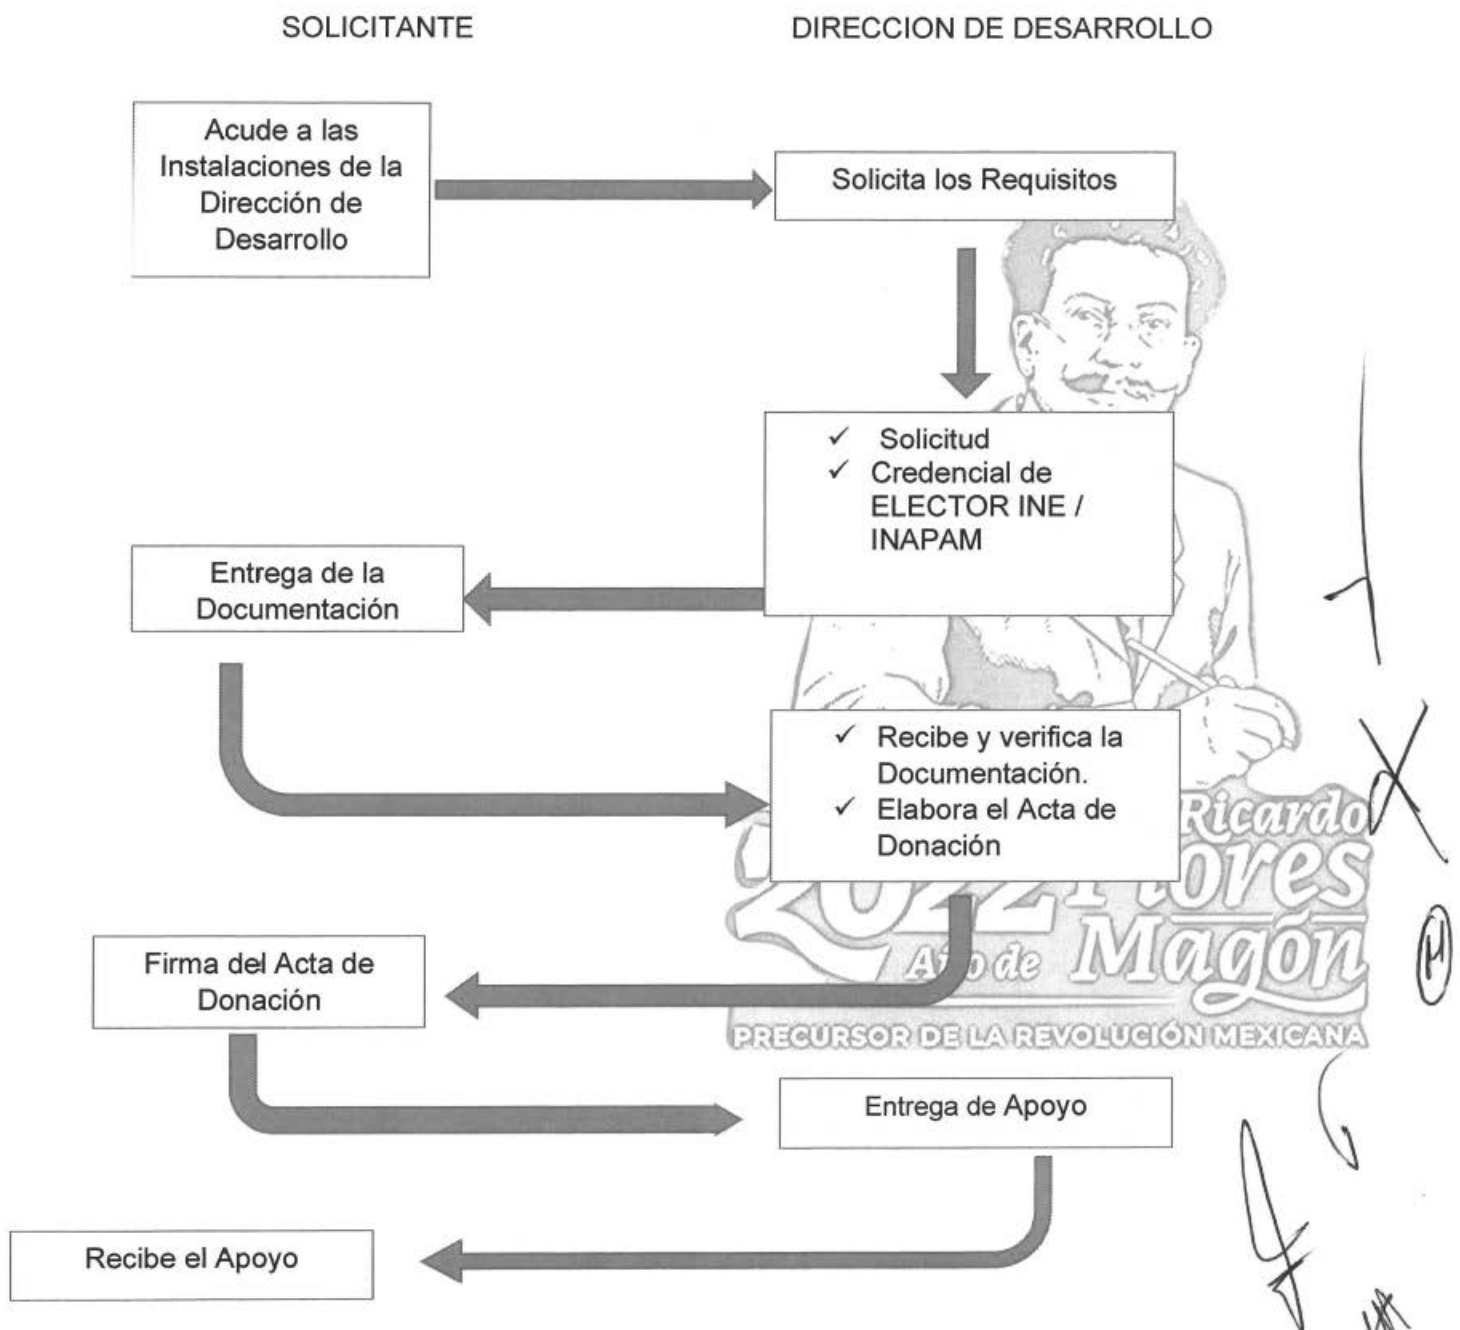 SOLICITANTE
DIRECCION DE DESARROLLO
Acude a las
Instalaciones de la
Dirección de
Desarrollo
Solicita los Requisitos
✓ Solicitud
✓ Credencial de
ELECTOR INE /
INAPAM
Entrega de la
Documentación
✓ Recibe y verifica la
Documentación.
✓ Elabora el Acta de
Donación
Ricardo
2022 Flores
Año de Magón
PRECURSOR DE LA REVOLUCIÓN MEXICANA
Firma del Acta de
Donación
Entrega de Apoyo
Recibe el Apoyo